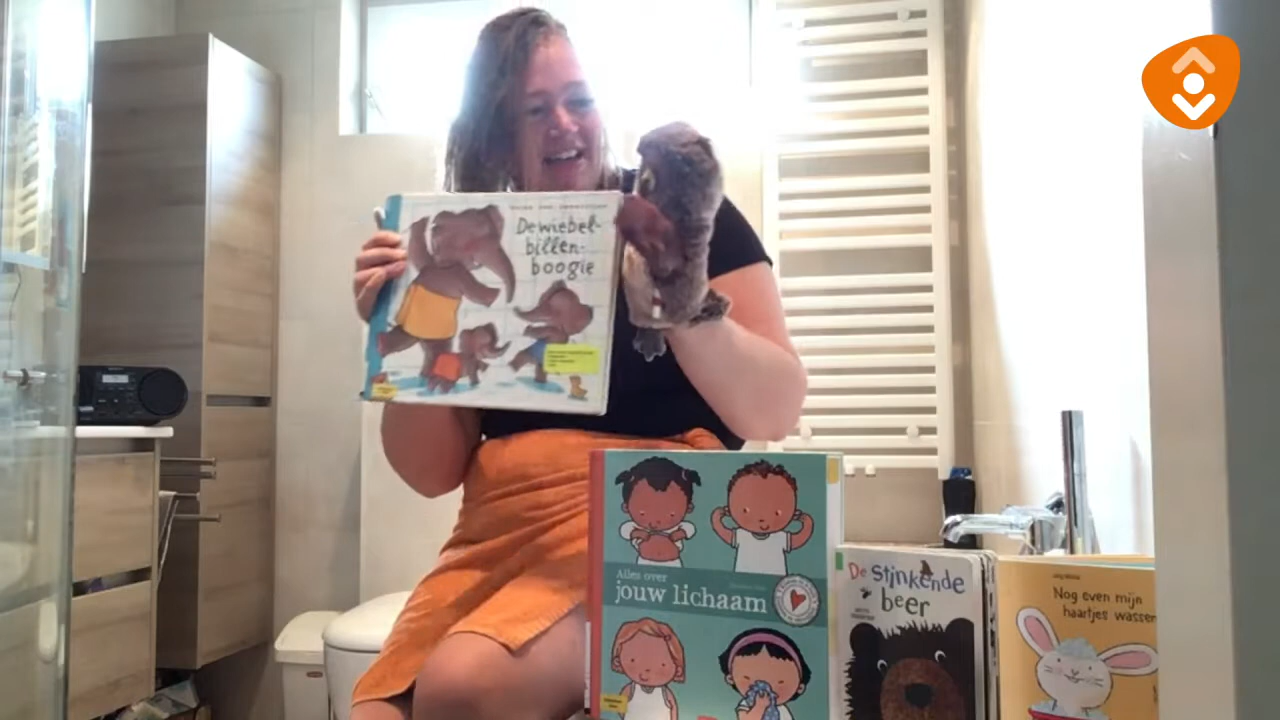 De wiebel-
billen-
boogie
Alles over
jouw lichaam
De Stinkende
beer
Nog even mijn
haartjes wassen